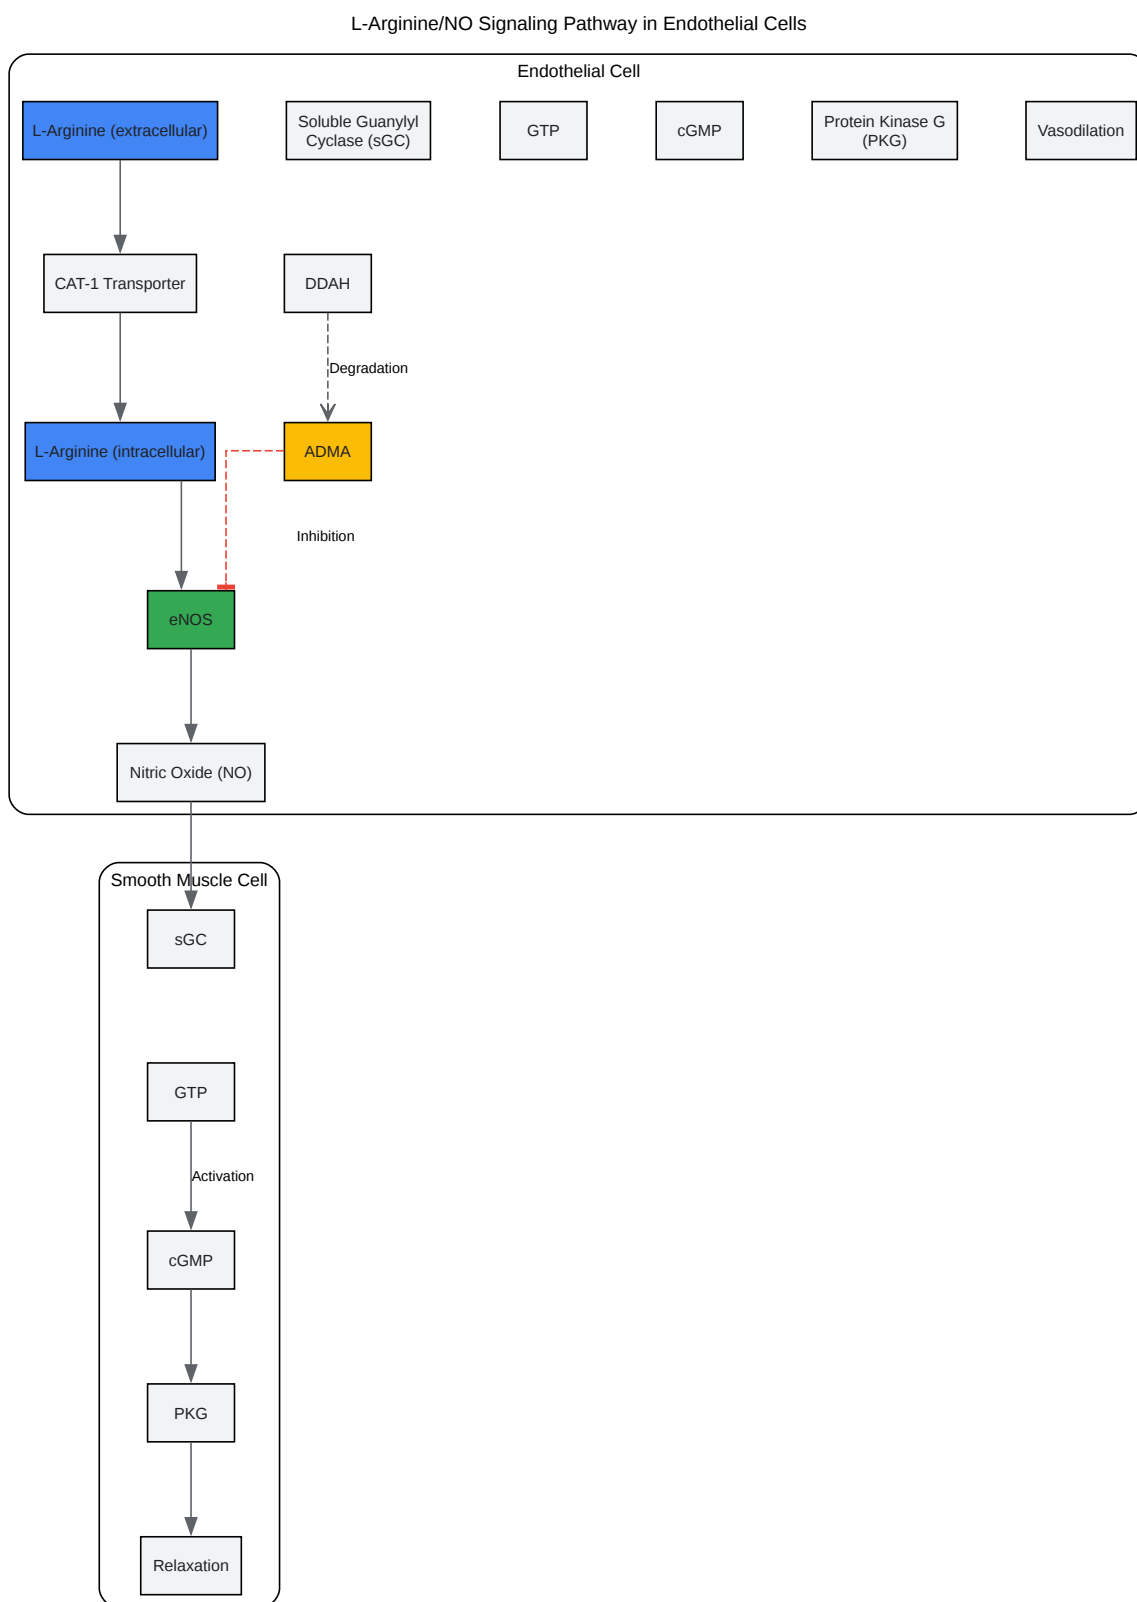 L-Arginine/NO Signaling Pathway in Endothelial Cells
Endothelial Cell
L-Arginine (extracellular)
Soluble Guanylyl
Cyclase (sGC)
GTP
cGMP
Protein Kinase G
(PKG)
Vasodilation
CAT-1 Transporter
DDAH
Degradation
L-Arginine (intracellular)
ADMA
Inhibition
eNOS
Nitric Oxide (NO)
Smooth Muscle Cell
sGC
GTP
Activation
cGMP
PKG
Relaxation